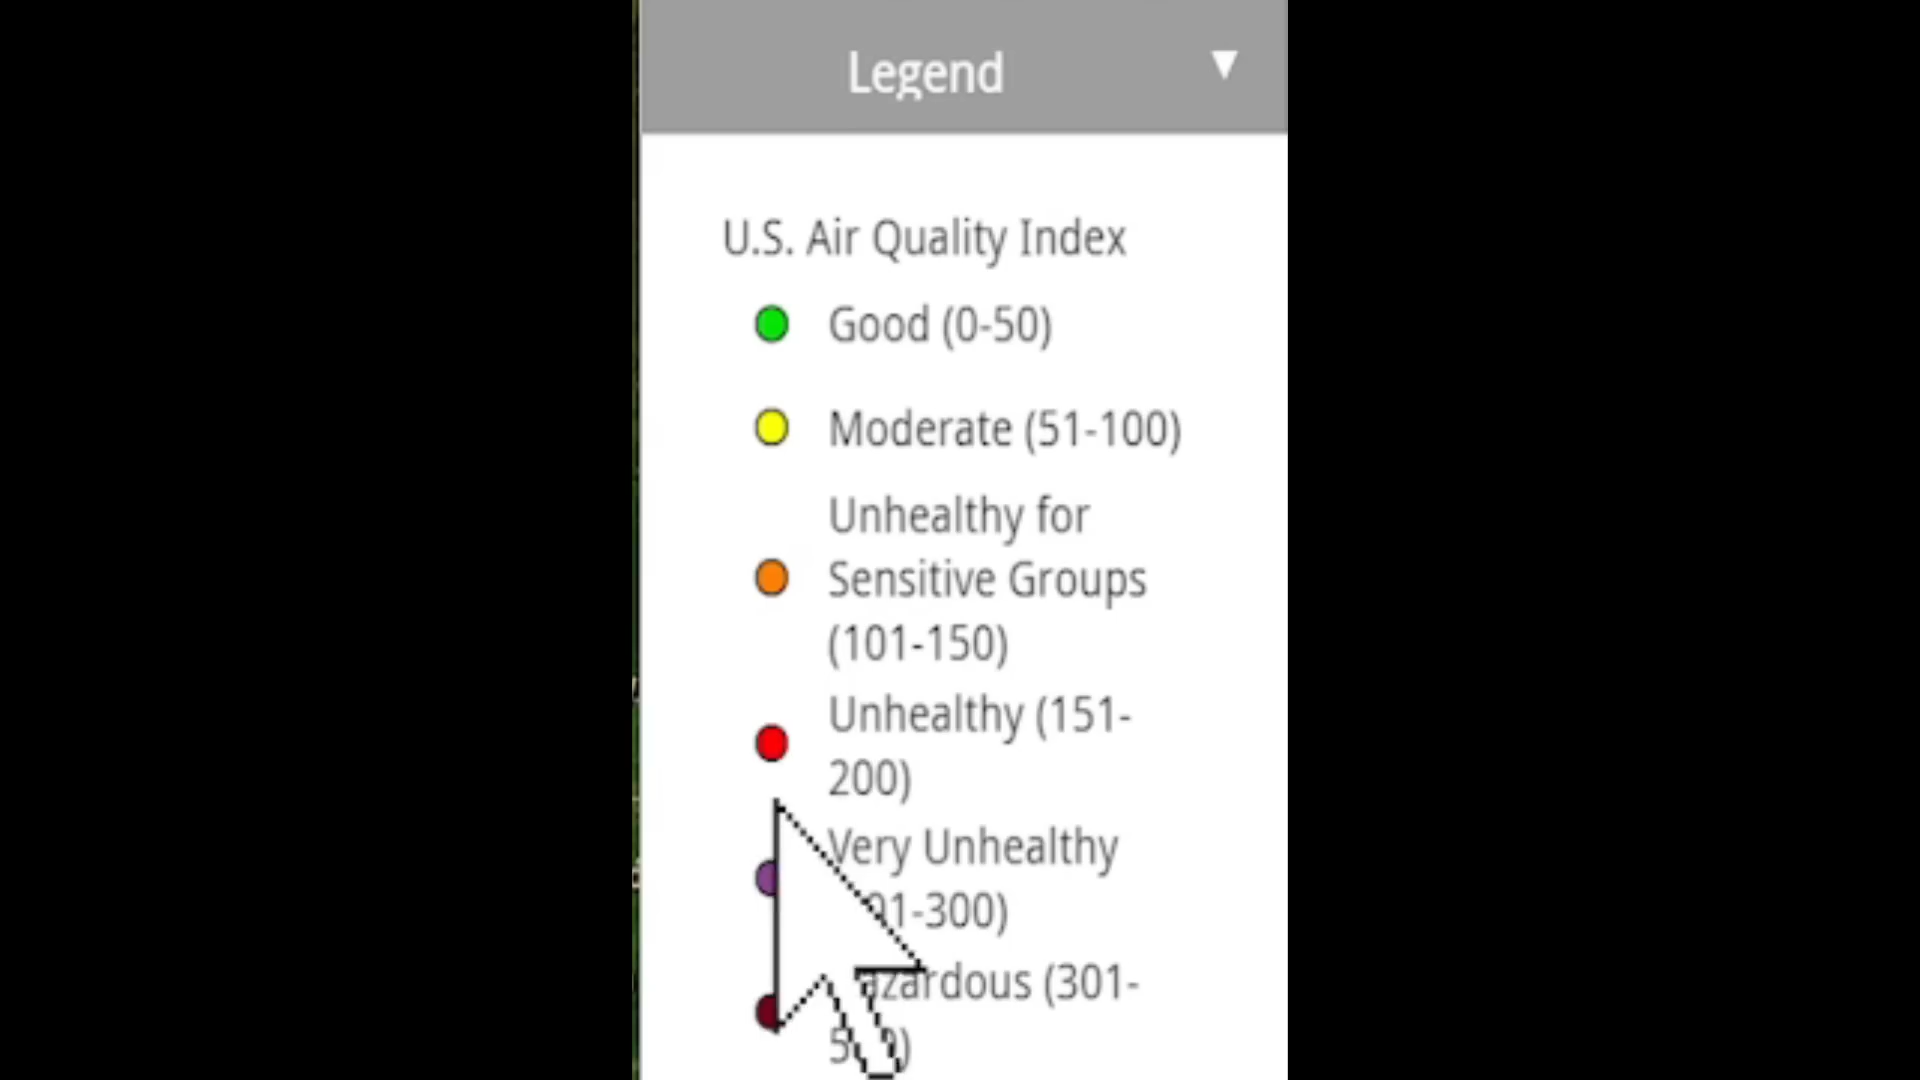 Legend
U.S. Air Quality Index
Good (0-50)
Moderate (51-100)
Unhealthy for
Sensitive Groups
(101-150)
Unhealthy (151-
200)
Very Unhealthy
01-300)
azardous (301-